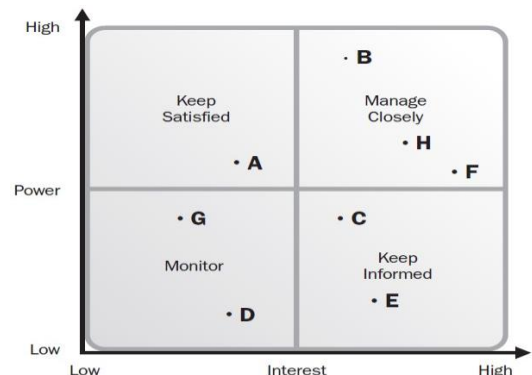 High
B
Keep
Satisfied
Manage
Closely
H
A
F
Power
G
C
Keep
Informed
Monitor
E
D
Low
Low
Interest
High